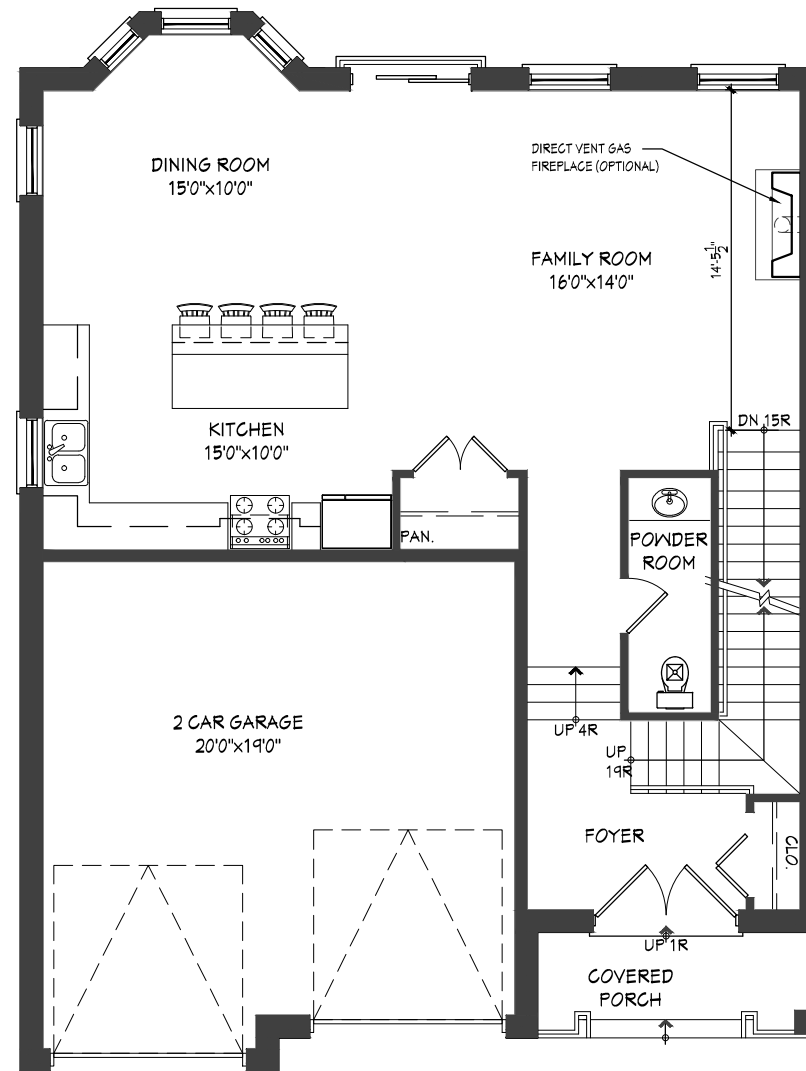 DINING ROOM
15'0"x10'0"
DIRECT VENT GAS
FIREPLACE (OPTIONAL)
FAMILY ROOM
16'0"x14'0"
14'-5 1/2"
KITCHEN
15'0"x10'0"
DN 15R
PAN.
POWDER
ROOM
2 CAR GARAGE
20'0"x19'0"
UP 4R
UP
19R
FOYER
CLO.
UP 1R
COVERED
PORCH